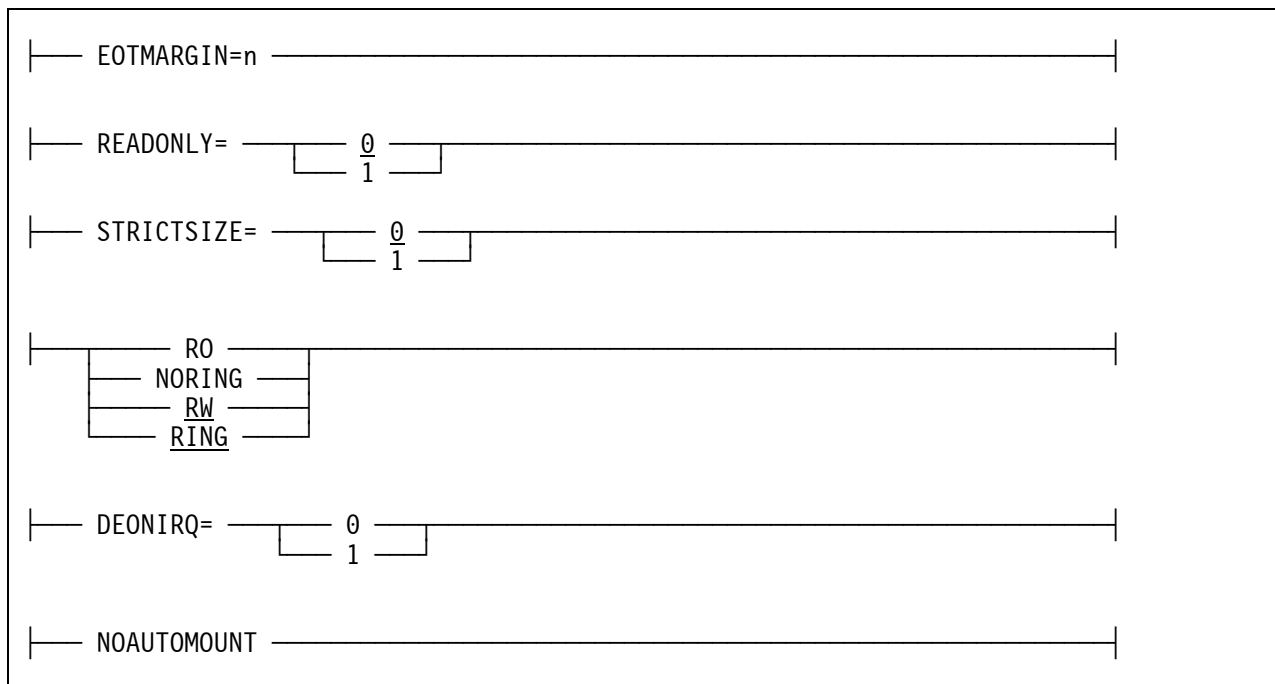 EOTMARGIN=n
READONLY= 0
1
STRICTSIZE= 0
1
RO
NORING
RW
RING
DEONIRQ= 0
1
NOAUTOMOUNT